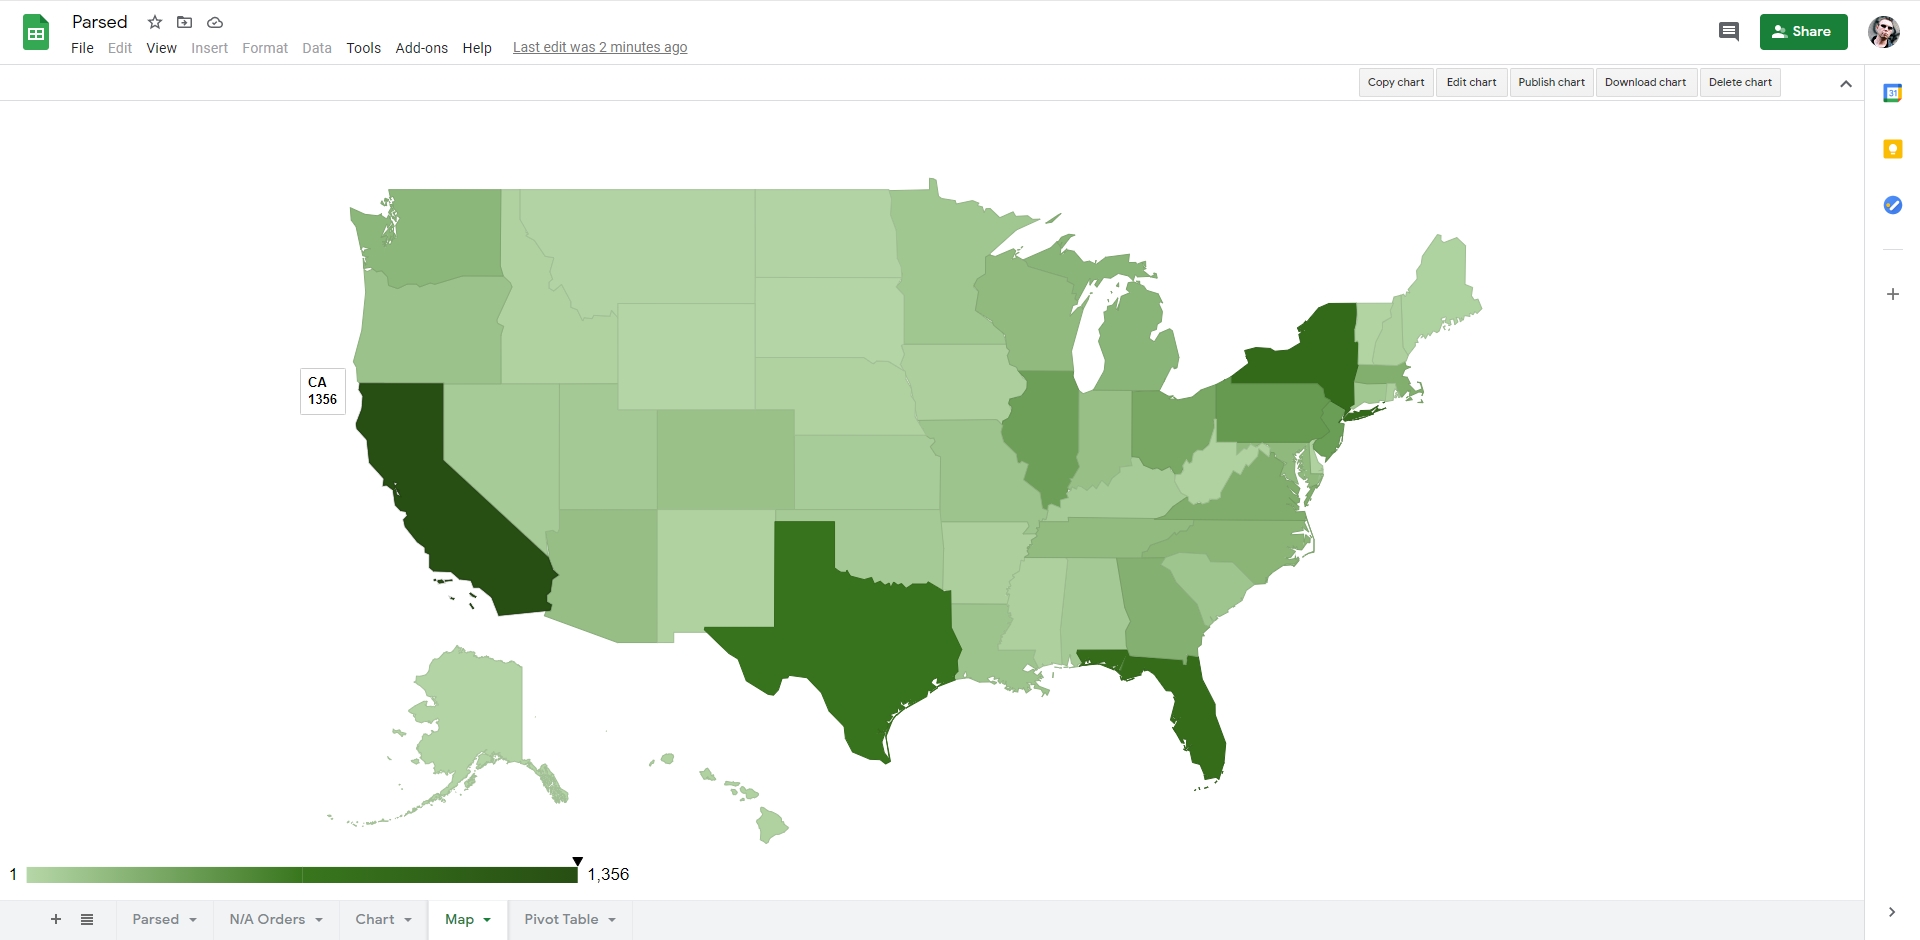 Parsed
File Edit View Insert Format Data Tools Add-ons Help Last edit was 2 minutes ago
Share
Copy chart Edit chart Publish chart Download chart Delete chart
31
CA
1356
1 1,356
Parsed N/A Orders Chart Map Pivot Table